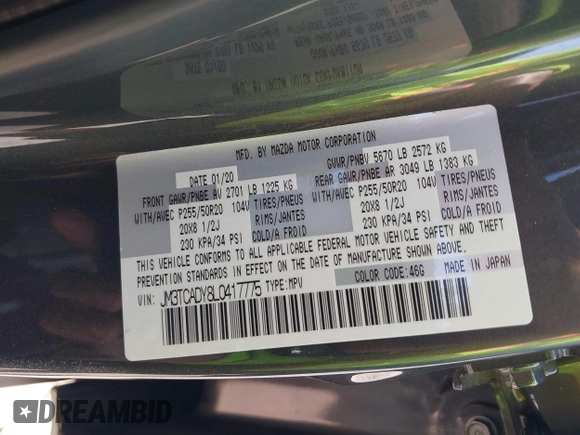 MFD. BY MAZDA MOTOR CORPORATION
DATE 01/20
GVWR/PNBV 5670 LB 2572 KG
FRONT GAWR/PNBE AV 2701 LB 1225 KG
REAR GAWR/PNBE AR 3049 LB 1383 KG
WITH/AVEC P255/50R20 104V TIRES/PNEUS WITH/AVEC P255/50R20 104V TIRES/PNEUS
20X8 1/2J RIMS/JANTES 20X8 1/2J RIMS/JANTES
230 KPA/34 PSI COLD/A FROID 230 KPA/34 PSI COLD/A FROID
THIS VEHICLE CONFORMS TO ALL APPLICABLE FEDERAL MOTOR VEHICLE SAFETY AND THEFT
PREVENTION STANDARDS IN EFFECT ON THE DATE OF MANUFACTURE SHOWN ABOVE.
VIN: JM3TCADY8L0417775 TYPE:MPV
COLOR CODE:46G MADE IN JAPAN
DREAMBID